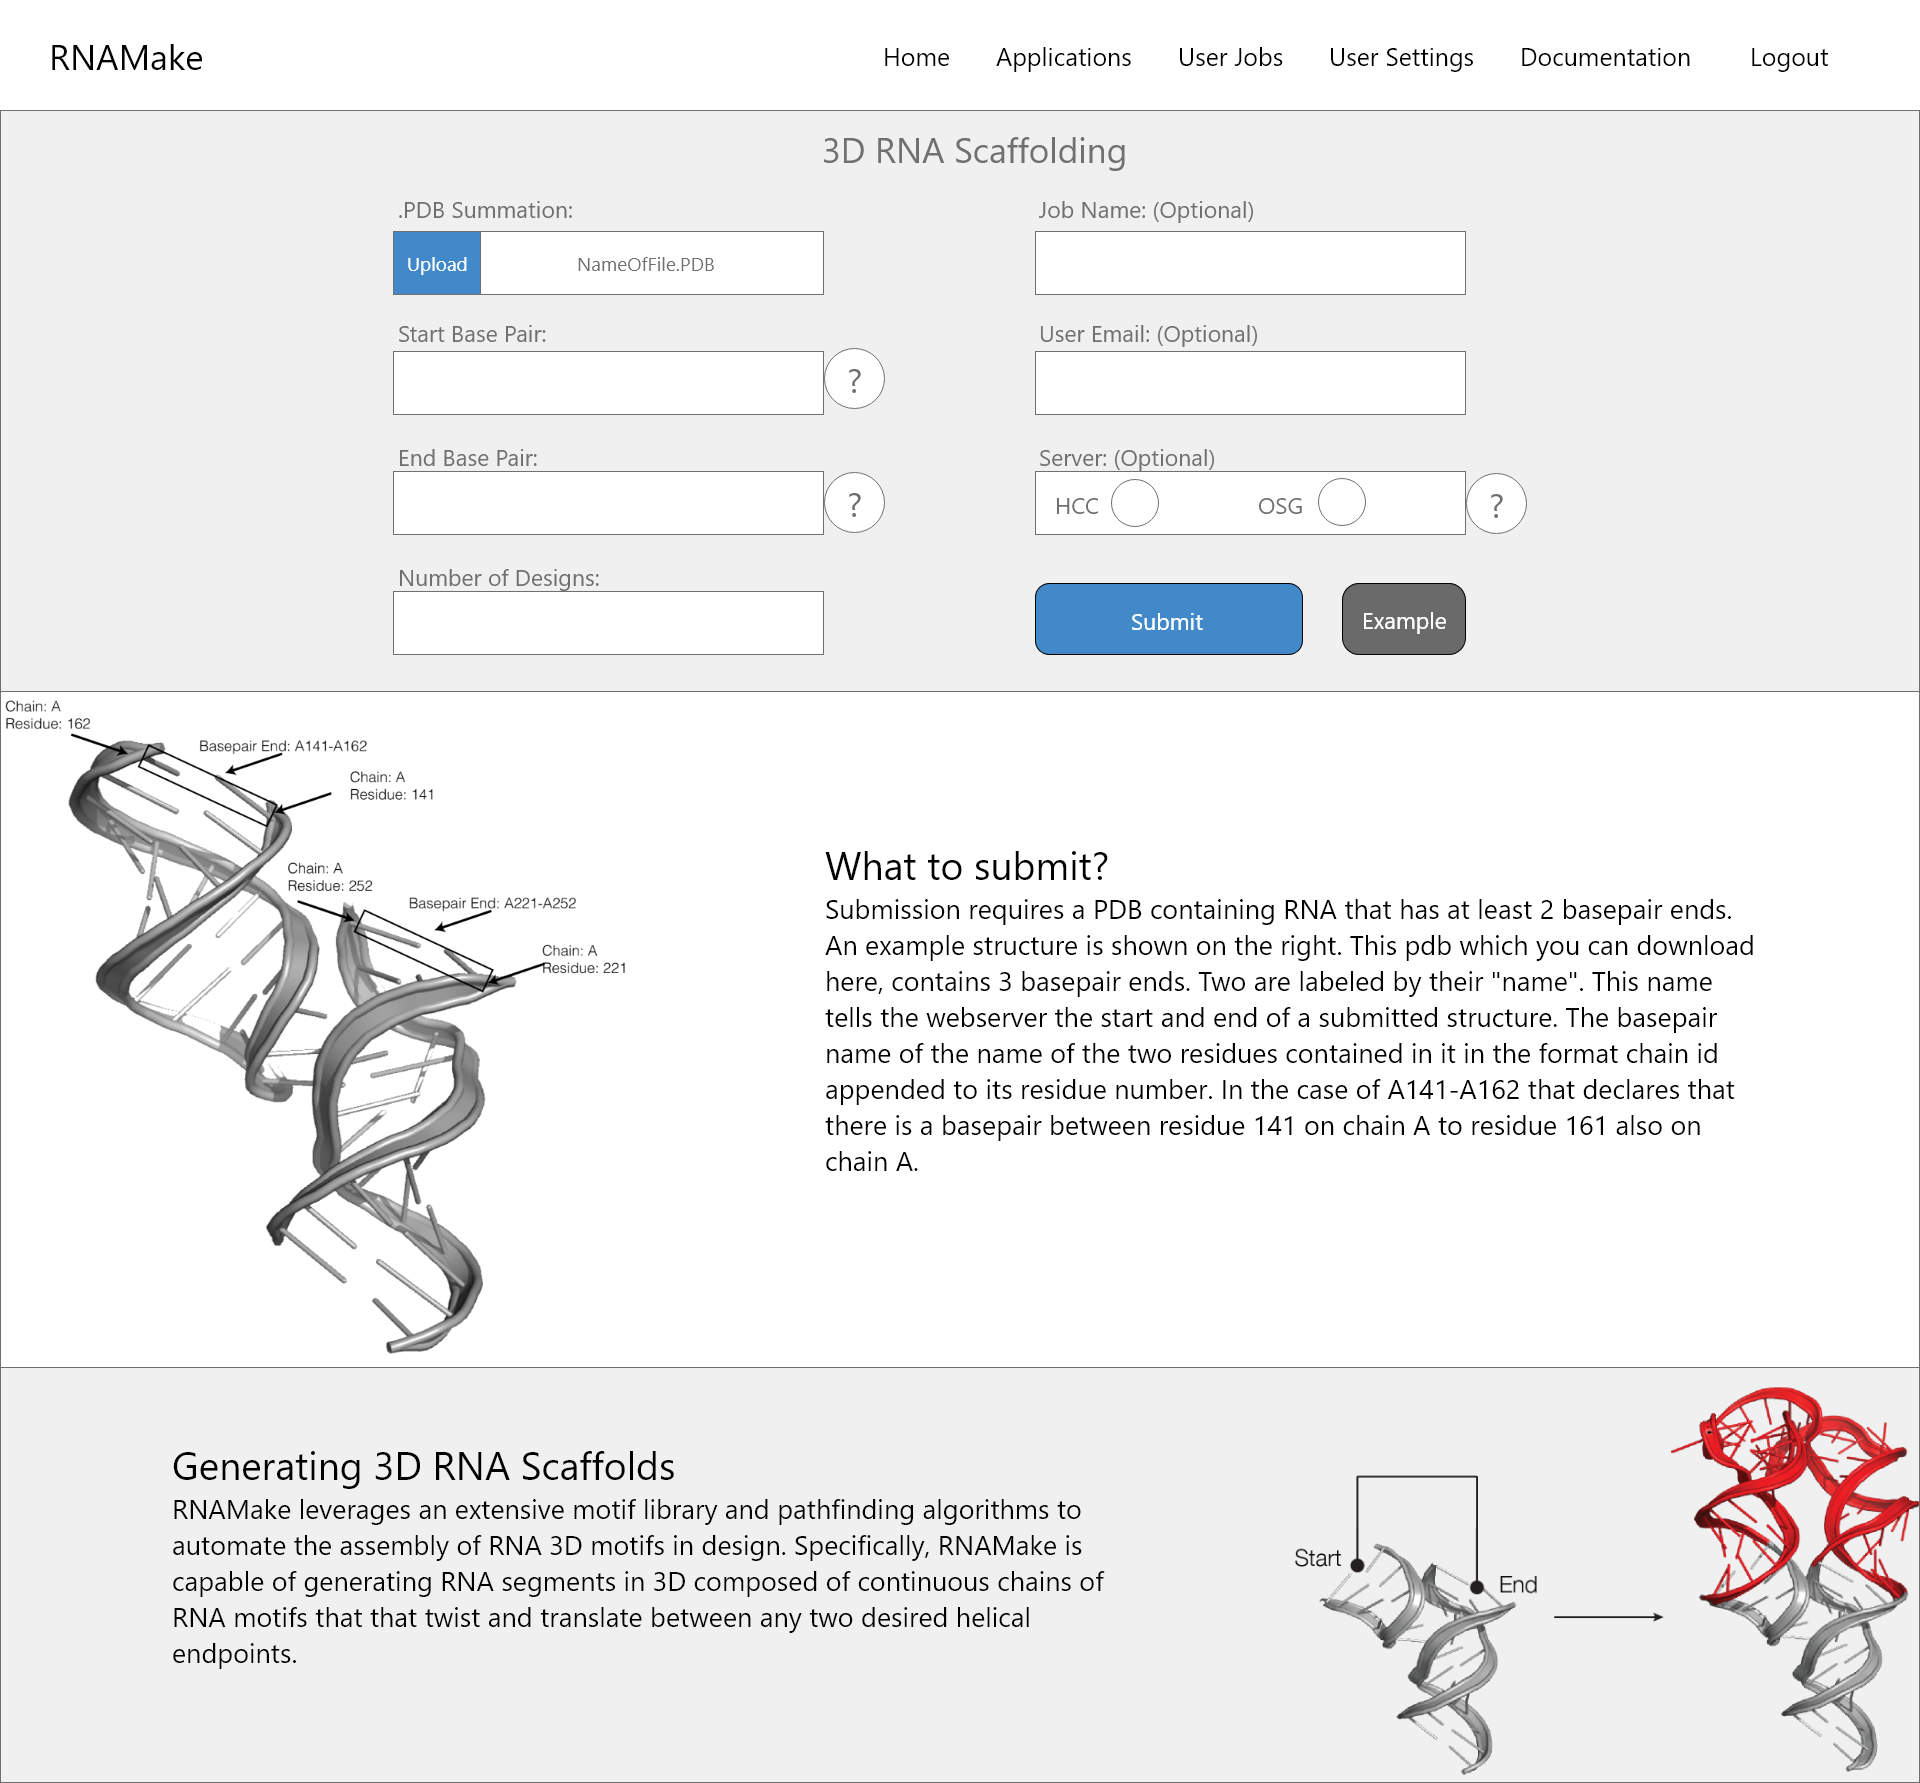 RNAMake
Home Applications User Jobs User Settings Documentation Logout
3D RNA Scaffolding
.PDB Summation:
Upload NameOfFile.PDB
Start Base Pair:
?
End Base Pair:
?
Number of Designs:
Job Name: (Optional)
User Email: (Optional)
Server: (Optional)
HCC OSG ?
Submit Example
Chain: A
Residue: 162
Basepair End: A141-A162
Chain: A
Residue: 141
Chain: A
Residue: 252
Basepair End: A221-A252
Chain: A
Residue: 221
What to submit?
Submission requires a PDB containing RNA that has at least 2 basepair ends.
An example structure is shown on the right. This pdb which you can download
here, contains 3 basepair ends. Two are labeled by their "name". This name
tells the webserver the start and end of a submitted structure. The basepair
name of the name of the two residues contained in it in the format chain id
appended to its residue number. In the case of A141-A162 that declares that
there is a basepair between residue 141 on chain A to residue 161 also on
chain A.
Generating 3D RNA Scaffolds
RNAMake leverages an extensive motif library and pathfinding algorithms to
automate the assembly of RNA 3D motifs in design. Specifically, RNAMake is
capable of generating RNA segments in 3D composed of continuous chains of
RNA motifs that that twist and translate between any two desired helical
endpoints.
Start
End